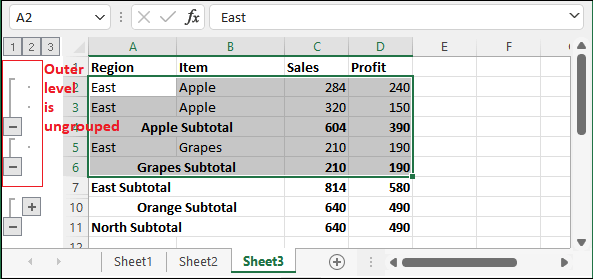 A2 fx East
1 2 3 A B C D E F
1 Region Item Sales Profit
Outer
level
is
ungrouped
2 East Apple 284 240
3 East Apple 320 150
Apple Subtotal 604 390
5 East Grapes 210 190
6 Grapes Subtotal 210 190
7 East Subtotal 814 580
10 Orange Subtotal 640 490
11 North Subtotal 640 490
12
Sheet1 Sheet2 Sheet3